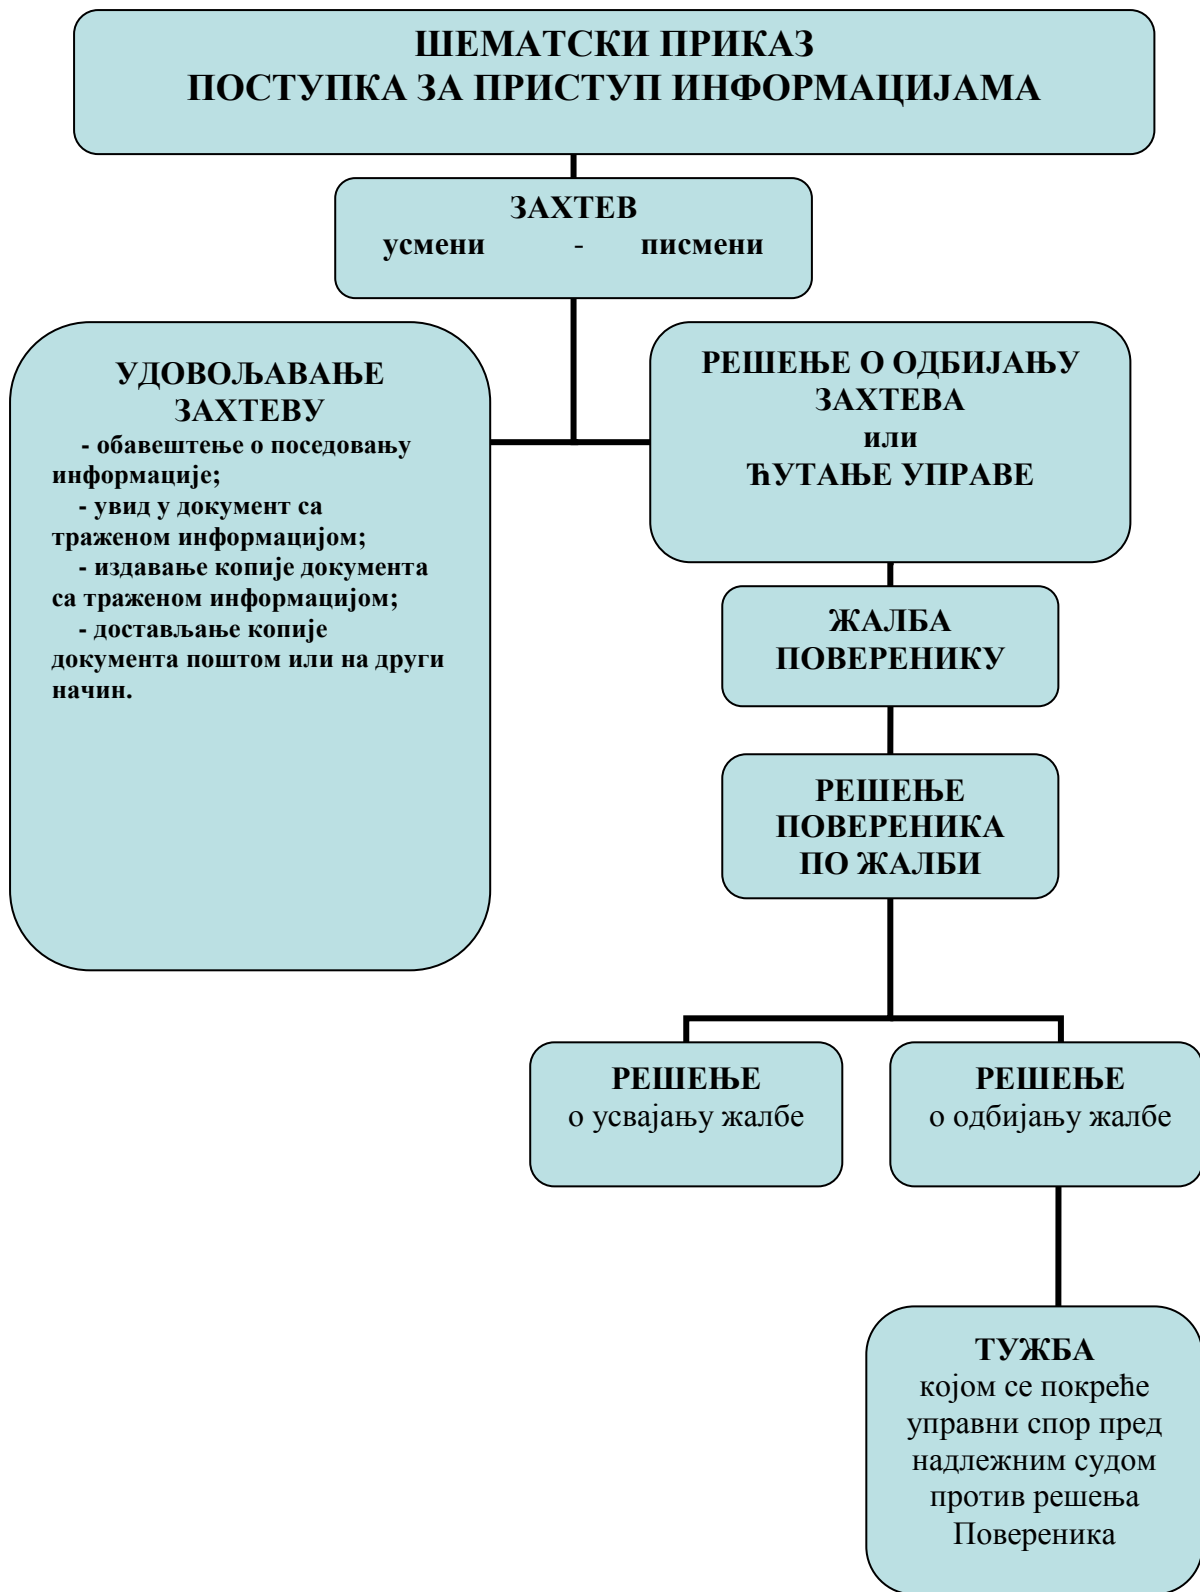 ШЕМАТСКИ ПРИКАЗ
ПОСТУПКА ЗА ПРИСТУП ИНФОРМАЦИЈАМА
ЗАХТЕВ
усмени - писмени
УДОВОЉАВАЊЕ
ЗАХТЕВУ
- обавештење о поседовању
информације;
- увид у документ са
траженом информацијом;
- издавање копије документа
са траженом информацијом;
- достављање копије
документа поштом или на други
начин.
РЕШЕЊЕ О ОДБИЈАЊУ
ЗАХТЕВА
или
ЋУТАЊЕ УПРАВЕ
ЖАЛБА
ПОВЕРЕНИКУ
РЕШЕЊЕ
ПОВЕРЕНИКА
ПО ЖАЛБИ
РЕШЕЊЕ
о усвајању жалбе
РЕШЕЊЕ
о одбијању жалбе
ТУЖБА
којом се покреће
управни спор пред
надлежним судом
против решења
Повереника